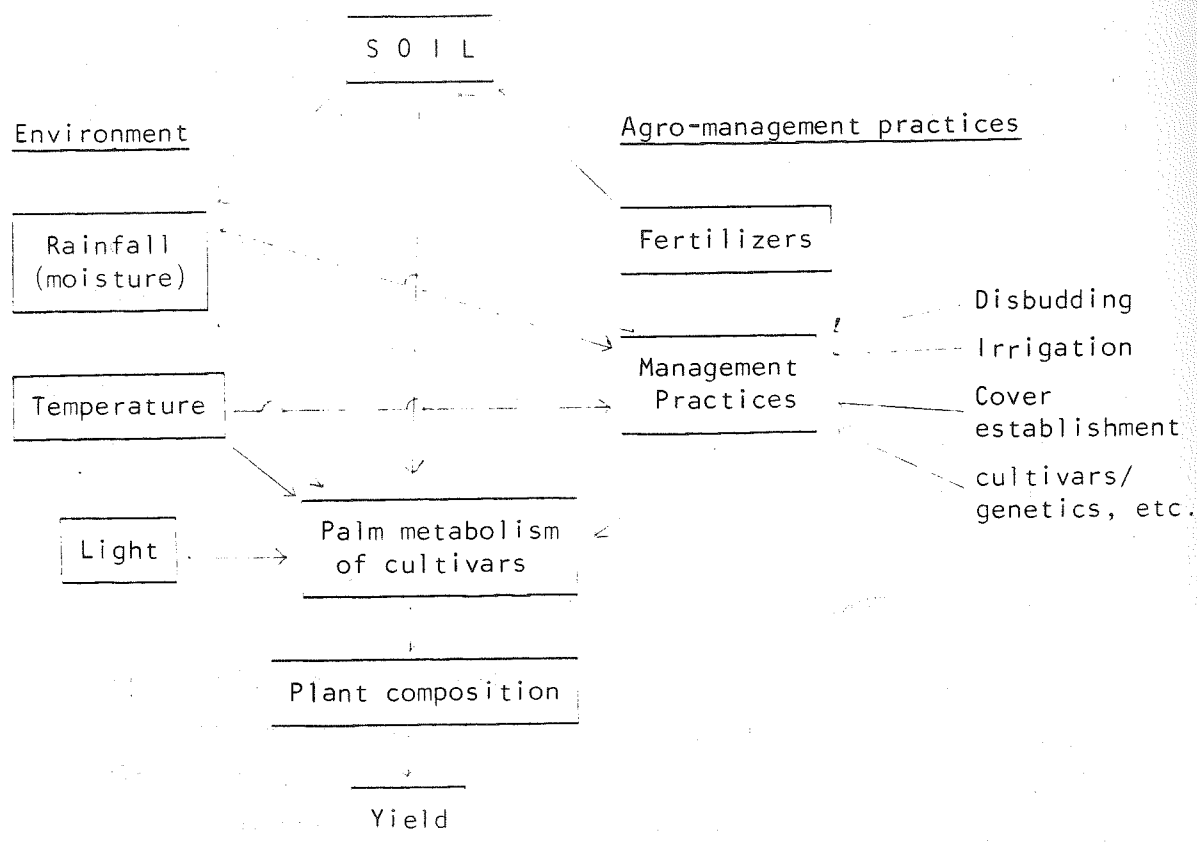 S O I L
Environment
Agro-management practices
Rainfall
(moisture)
Fertilizers
Temperature
Management
Practices
Disbudding
Irrigation
Cover
establishment
cultivars/
genetics, etc.
Light
Palm metabolism
of cultivars
Plant composition
Yield